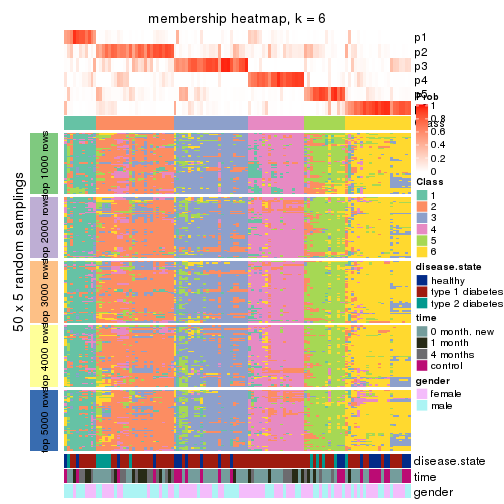 membership heatmap, k = 6
p1
p2
p3
p4
p5
Prob
1
0.8
0.6
0.4
0.2
0
Class
1
2
3
4
5
6
disease.state
healthy
type 1 diabetes
type 2 diabetes
time
0 month. new
1 month
4 months
control
gender
female
male
50 x 5 random samplings
top 1000 rows
top 2000 rows
top 3000 rows
top 4000 rows
top 5000 rows
disease.state
time
gender